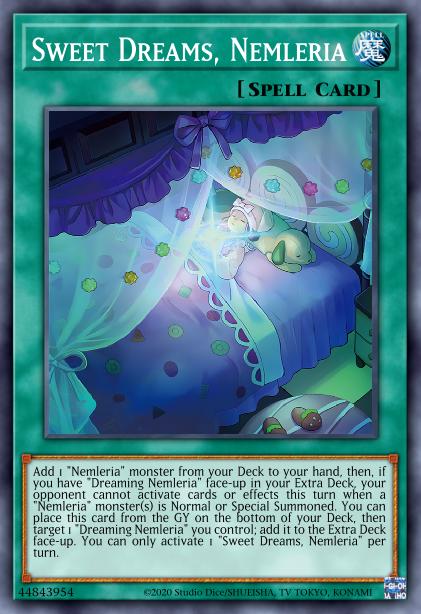 Sweet Dreams, Nemleria
SPELL
魔
[SPELL CARD]
Add 1 "Nemleria" monster from your Deck to your hand, then, if
you have "Dreaming Nemleria" face-up in your Extra Deck, your
opponent cannot activate cards or effects this turn when a
"Nemleria" monster(s) is Normal or Special Summoned. You can
place this card from the GY on the bottom of your Deck, then
target 1 "Dreaming Nemleria" you control; add it to the Extra Deck
face-up. You can only activate 1 "Sweet Dreams, Nemleria" per
turn.
44843954
©2020 Studio Dice/SHUEISHA, TV TOKYO, KONAMI